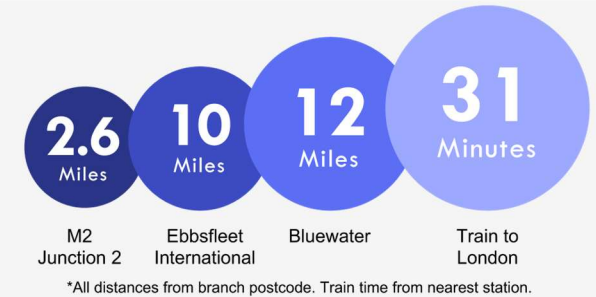 2.6
Miles
10
Miles
12
Miles
31
Minutes
M2
Junction 2
Ebbsfleet
International
Bluewater
Train to
London
*All distances from branch postcode. Train time from nearest station.